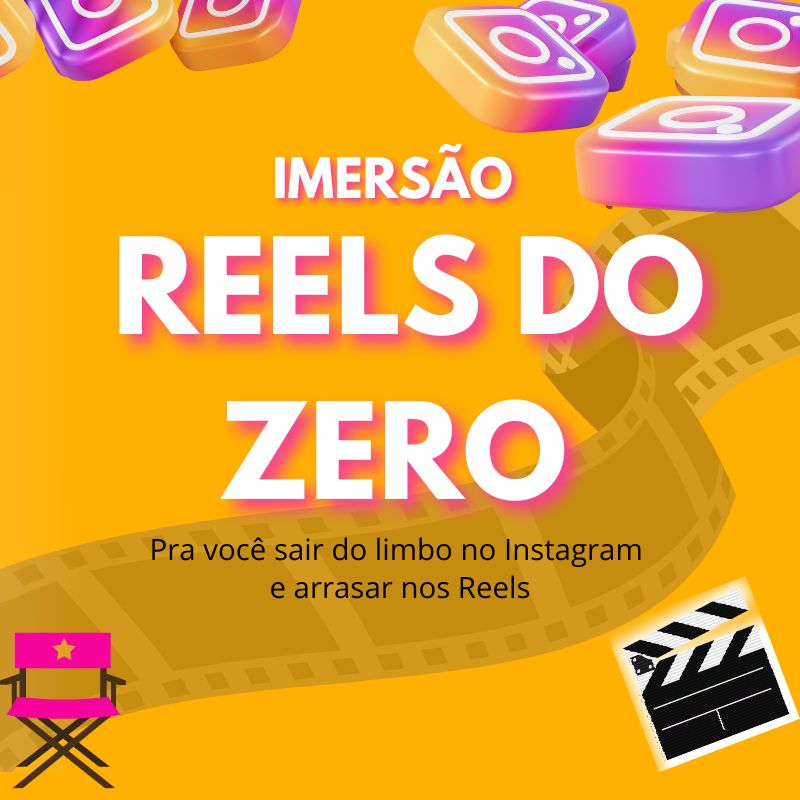 IMERSÃO
REELS DO
ZERO
Pra você sair do limbo no Instagram
e arrasar nos Reels